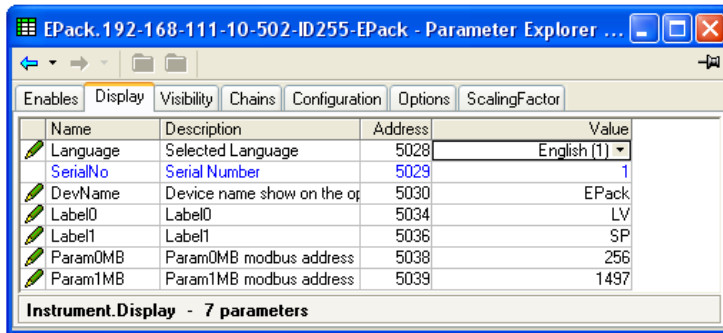 EPack.192-168-111-10-502-ID255-EPack - Parameter Explorer ...
Enables Display Visibility Chains Configuration Options ScalingFactor
Name Description Address Value
Language Selected Language 5028 English (1)
SerialNo Serial Number 5029 1
DevName Device name show on the op 5030 EPack
Label0 Label0 5034 LV
Label1 Label1 5036 SP
Param0MB Param0MB modbus address 5038 256
Param1MB Param1MB modbus address 5039 1497
Instrument.Display - 7 parameters